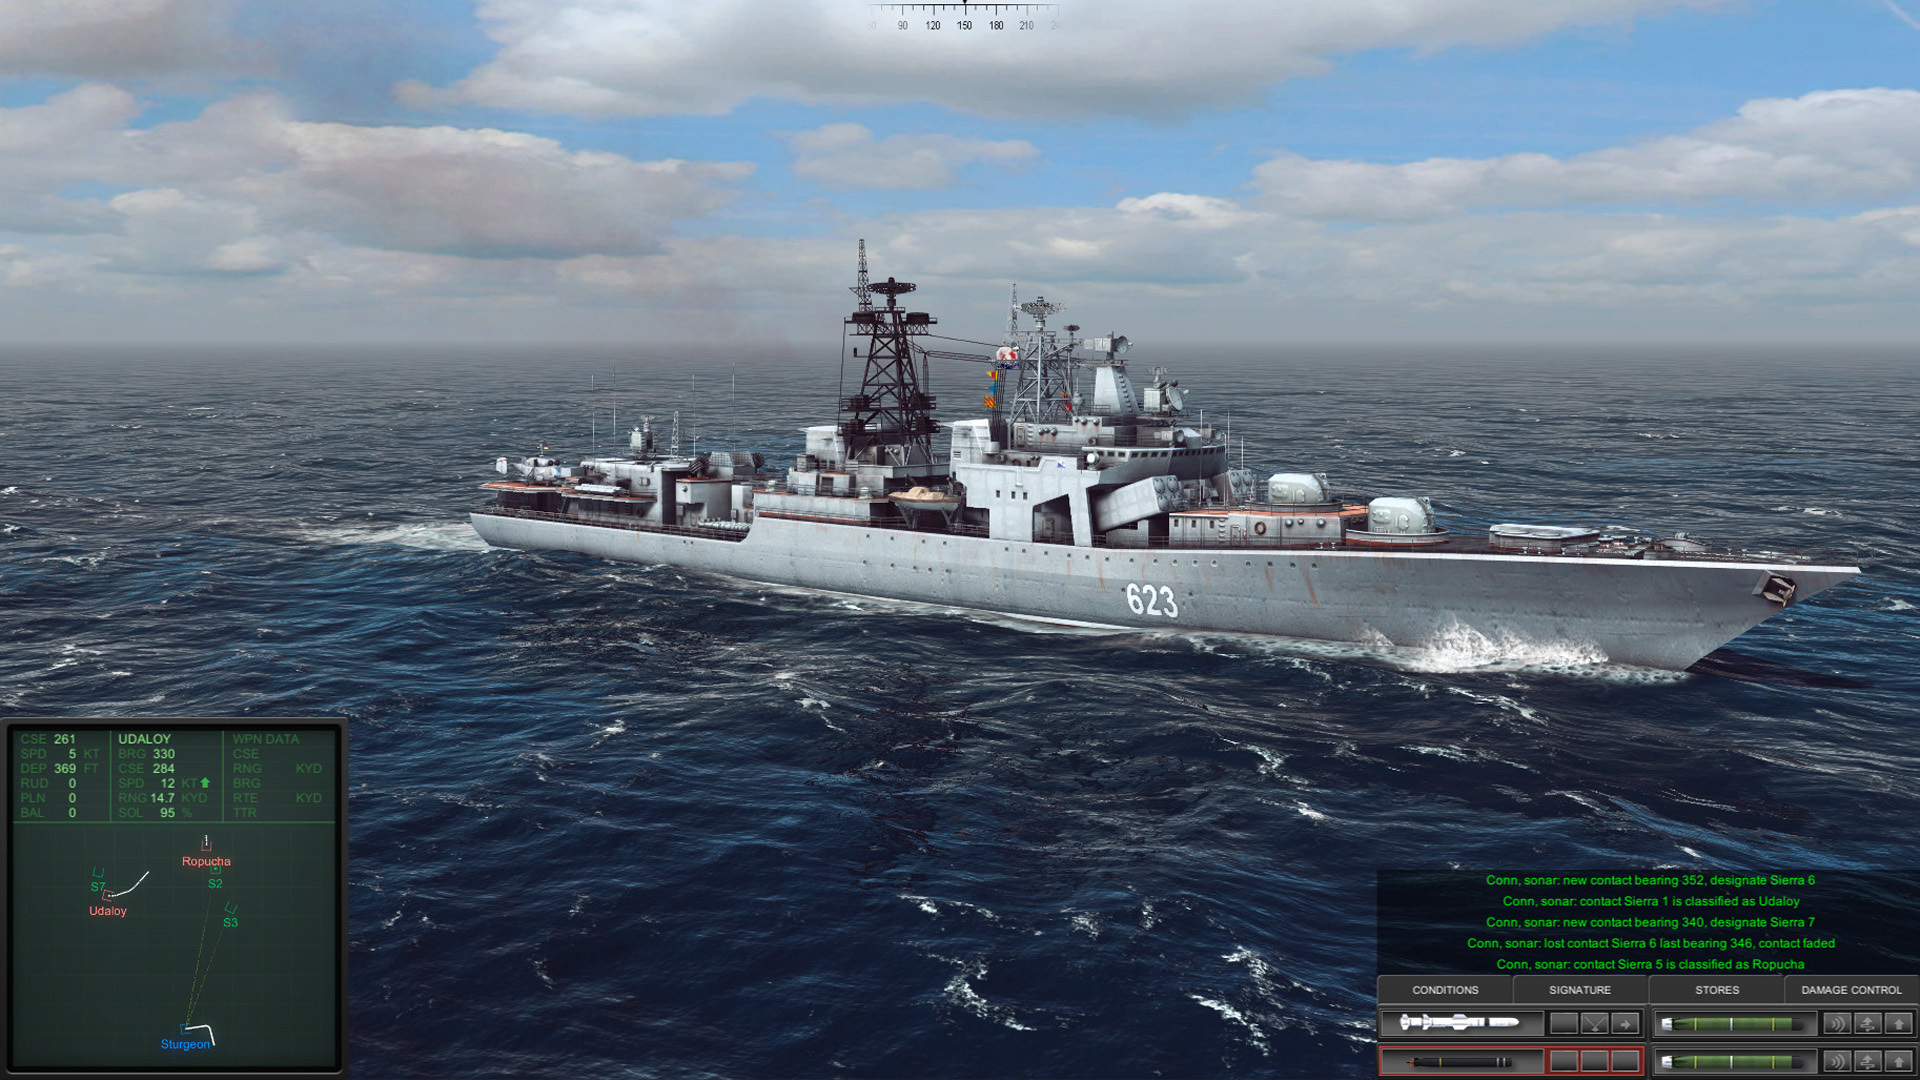 60 90 120 150 180 210 24
623
CSE 261
SPD 5 KT
DEP 369 FT
RUD 0
PLN 0
BAL 0
UDALOY
BRG 330
CSE 284
SPD 12 KT
RNG 14.7 KYD
SOL 95 %
WPN DATA
CSE
RNG KYD
BRG
RTE KYD
TTR
Ropucha
S7
S2
Udaloy
S3
Sturgeon
Conn, sonar: new contact bearing 352, designate Sierra 6
Conn, sonar: contact Sierra 1 is classified as Udaloy
Conn, sonar: new contact bearing 340, designate Sierra 7
Conn, sonar: lost contact Sierra 6 last bearing 346, contact faded
Conn, sonar: contact Sierra 5 is classified as Ropucha
CONDITIONS SIGNATURE STORES DAMAGE CONTROL